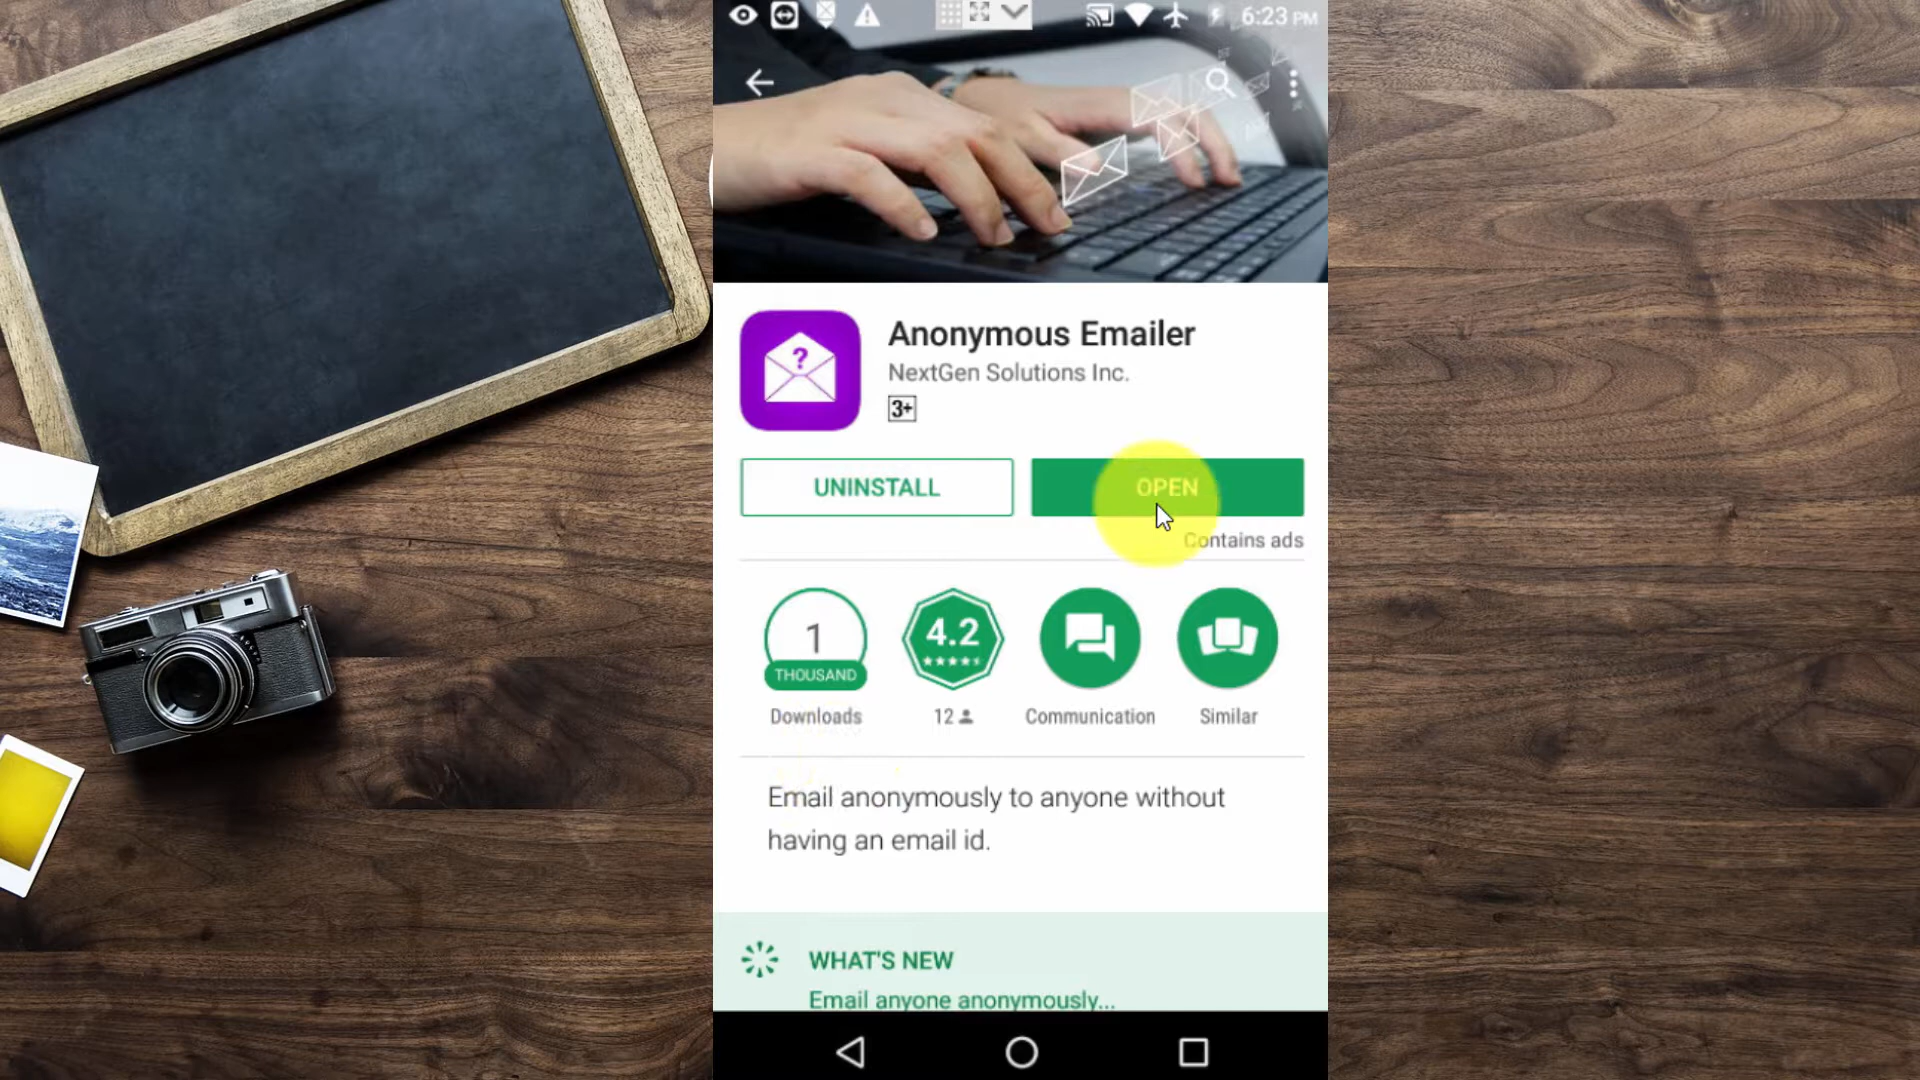 6:23 PM
Anonymous Emailer
NextGen Solutions Inc.
3+
UNINSTALL
OPEN
Contains ads
1
THOUSAND
4.2
Downloads
12
Communication
Similar
Email anonymously to anyone without
having an email id.
WHAT'S NEW
Email anyone anonymously...